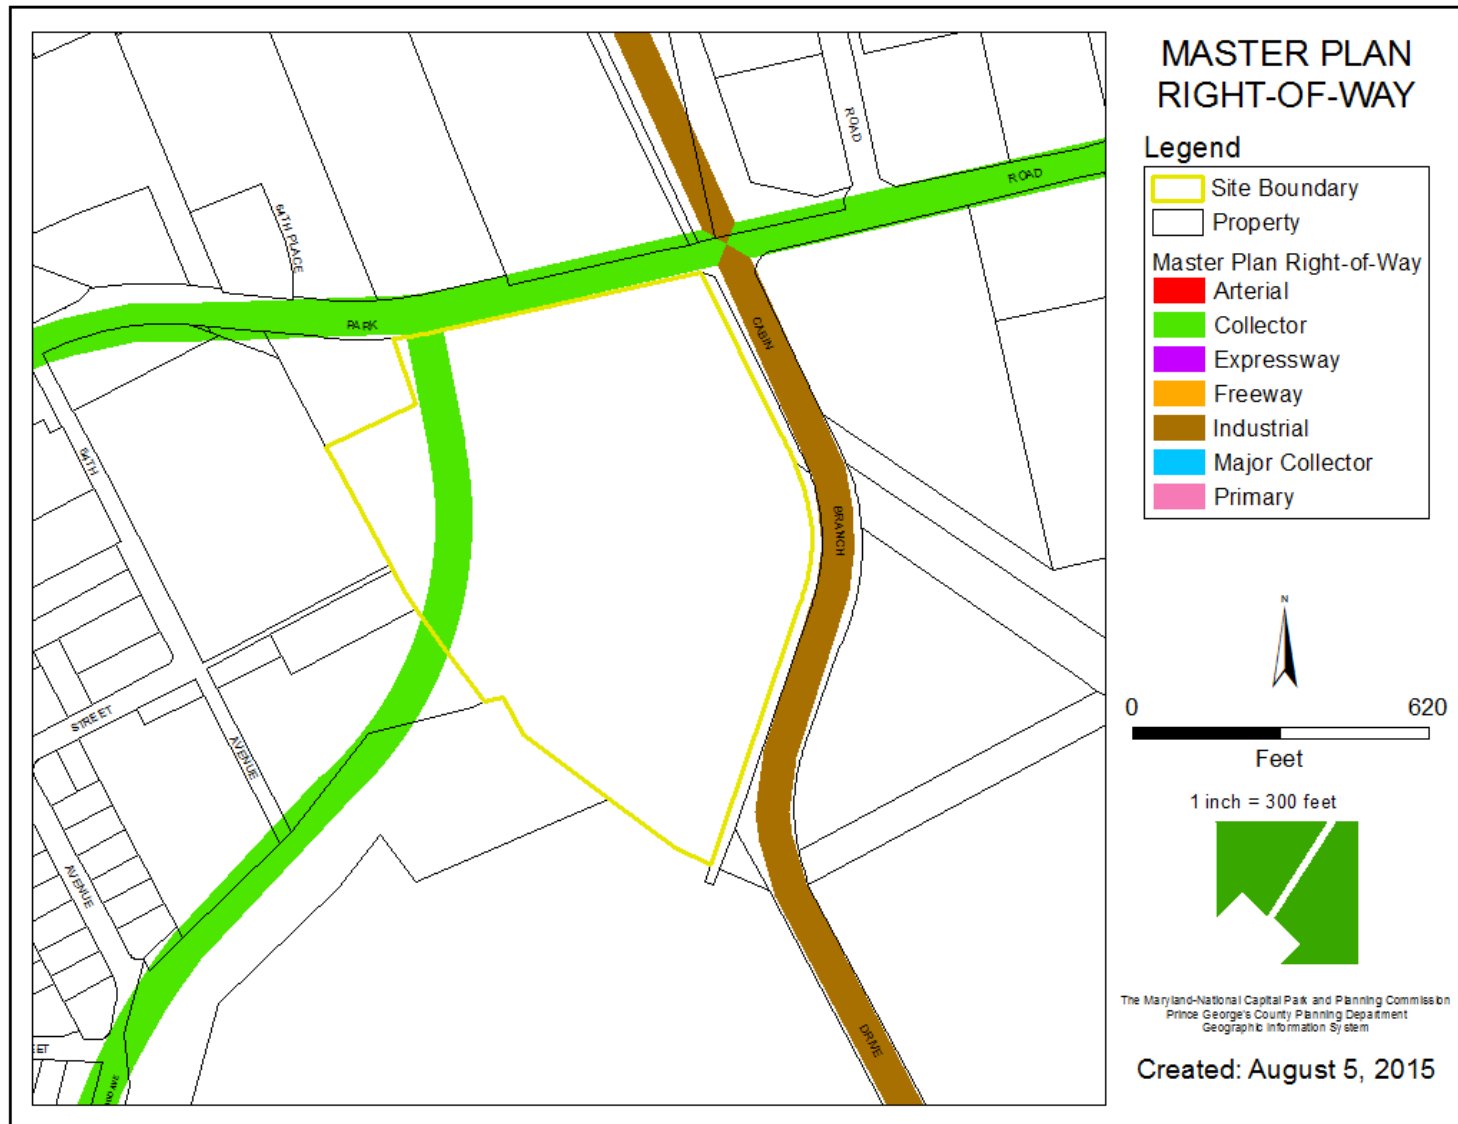 MASTER PLAN
RIGHT-OF-WAY
Legend
Site Boundary
Property
Master Plan Right-of-Way
Arterial
Collector
Expressway
Freeway
Industrial
Major Collector
Primary
N
0 620
Feet
1 inch = 300 feet
The Maryland-National Capital Park and Planning Commission
Prince George's County Planning Department
Geographic Information System
Created: August 5, 2015
ROAD
ROAD
64TH PLACE
PARK
CABIN
64TH
BRANCH
STREET
AVENUE
AVENUE
DRIVE
AVE